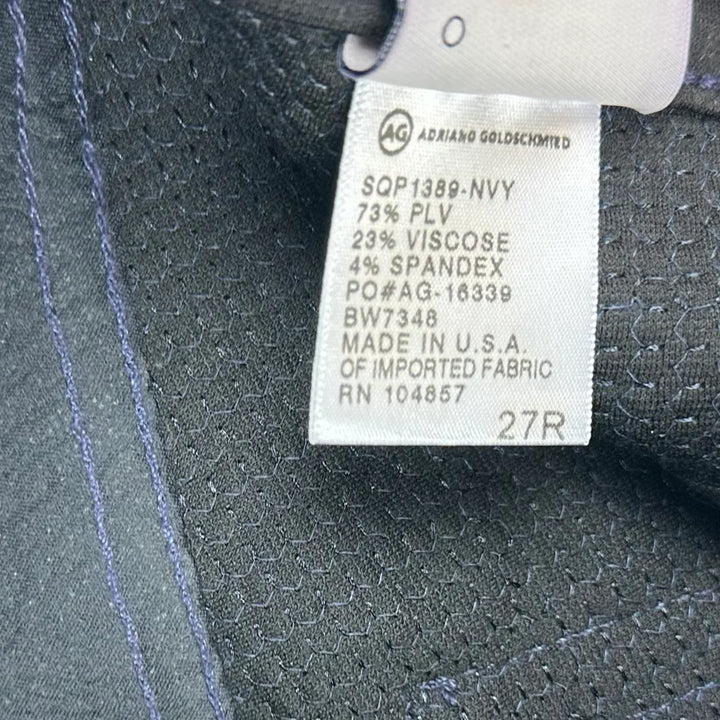 O
AG ADRIANO GOLDSCHMIED
SQP1389-NVY
73% PLV
23% VISCOSE
4% SPANDEX
PO#AG-16339
BW7348
MADE IN U.S.A.
OF IMPORTED FABRIC
RN 104857
27R